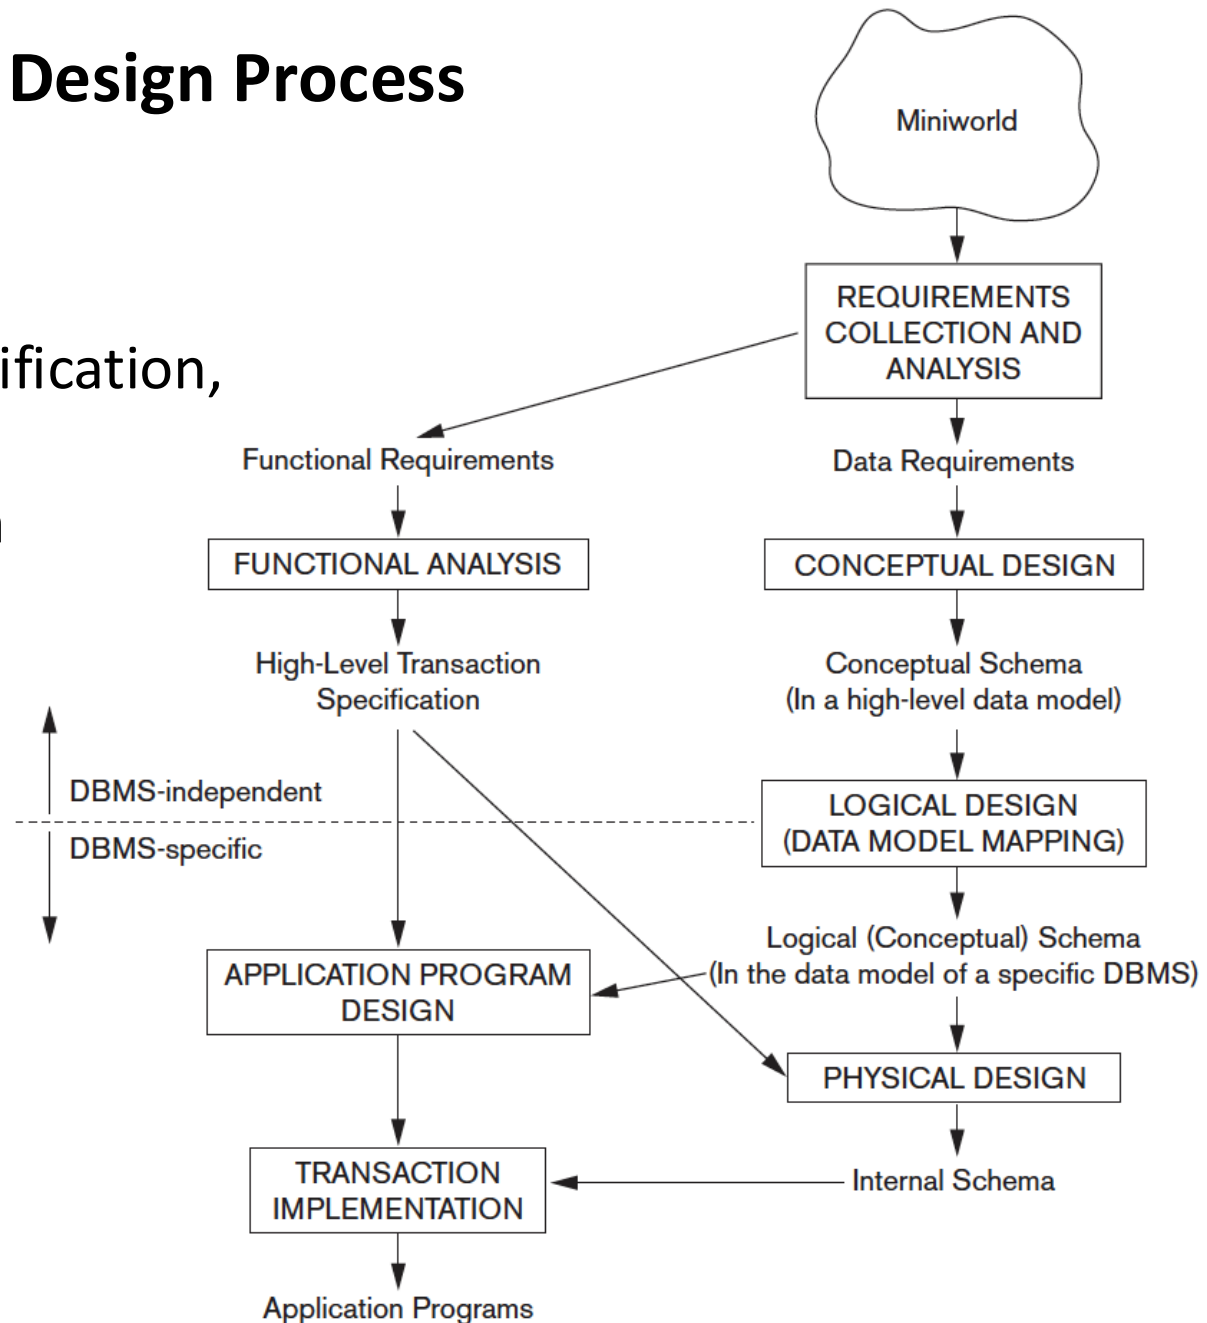 Design Process
Miniworld
REQUIREMENTS
COLLECTION AND
ANALYSIS
ification,
Functional Requirements
Data Requirements
FUNCTIONAL ANALYSIS
CONCEPTUAL DESIGN
High-Level Transaction
Specification
Conceptual Schema
(In a high-level data model)
DBMS-independent
DBMS-specific
LOGICAL DESIGN
(DATA MODEL MAPPING)
Logical (Conceptual) Schema
(In the data model of a specific DBMS)
APPLICATION PROGRAM
DESIGN
PHYSICAL DESIGN
TRANSACTION
IMPLEMENTATION
Internal Schema
Application Programs